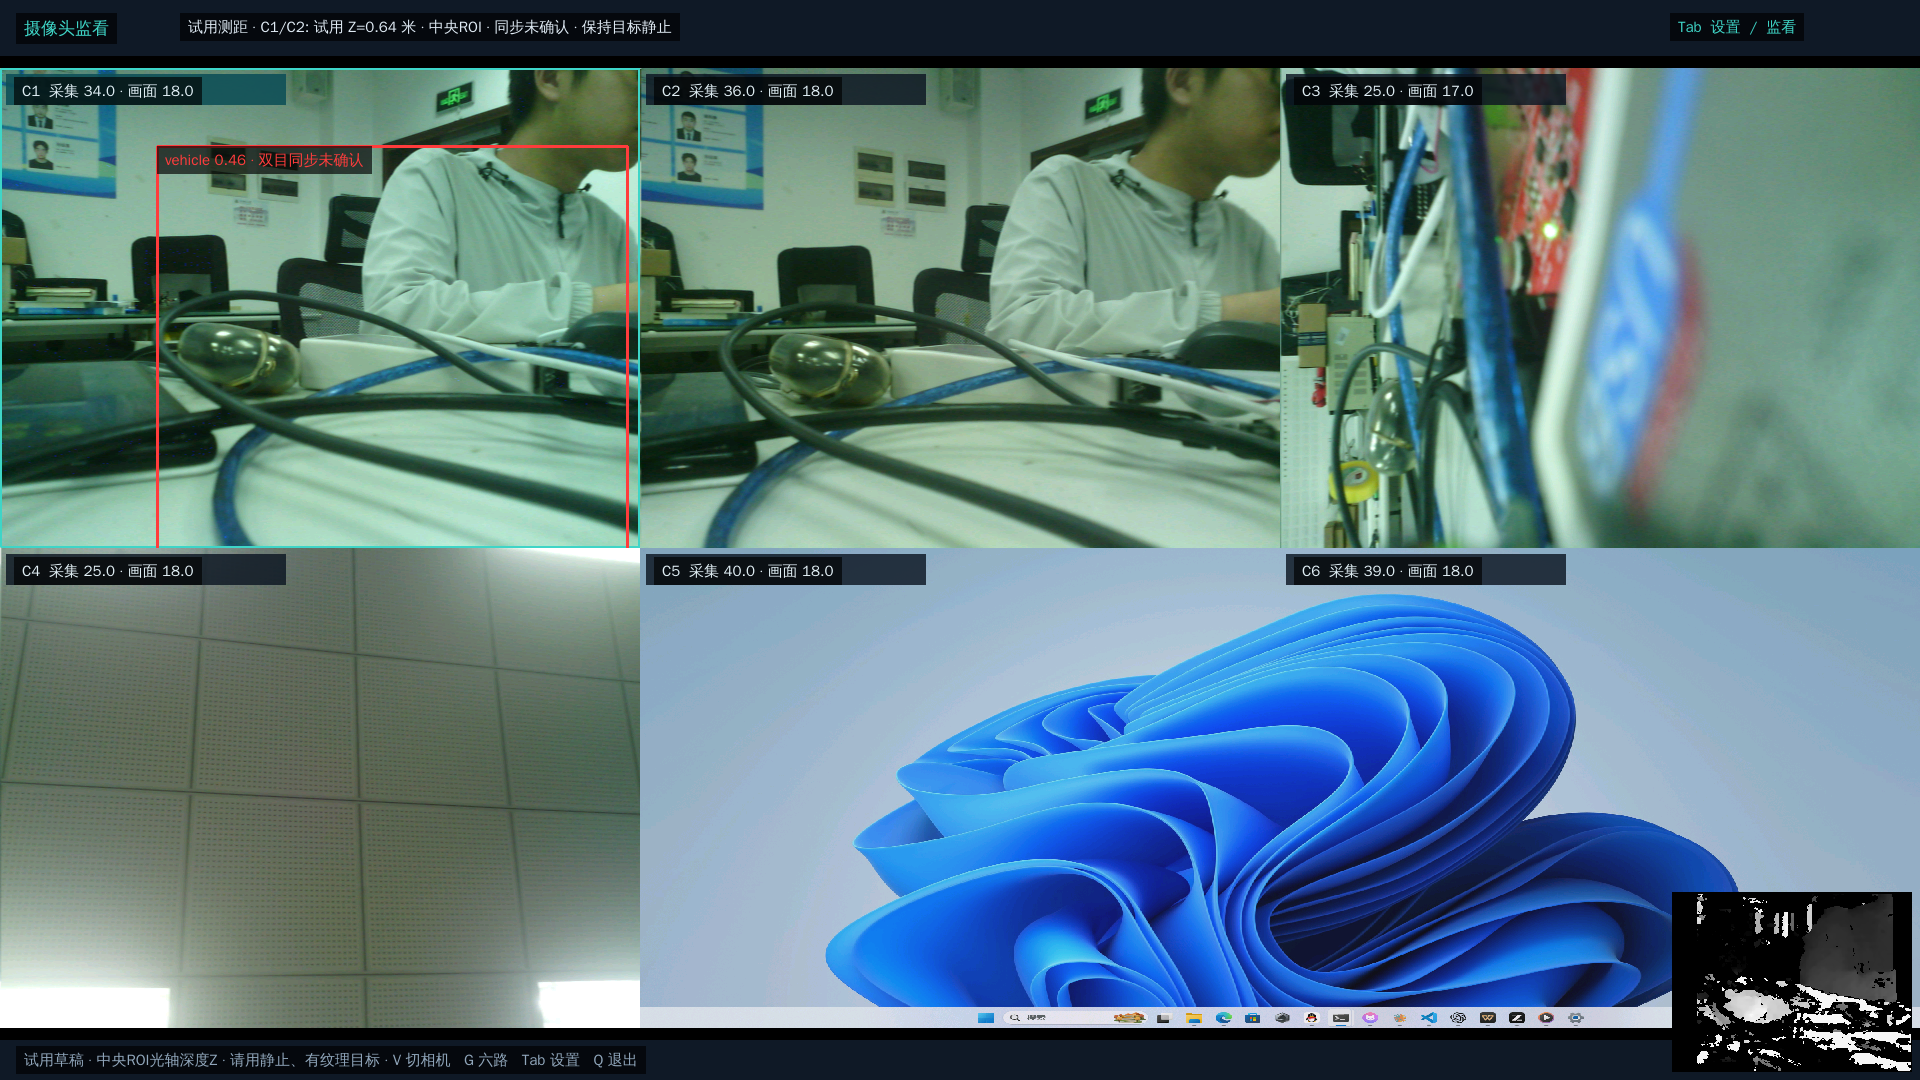 摄像头监看
试用测距 · C1/C2: 试用 Z=0.64 米 · 中央ROI · 同步未确认 · 保持目标静止
Tab 设置 / 监看
C1 采集 34.0 · 画面 18.0
C2 采集 36.0 · 画面 18.0
C3 采集 25.0 · 画面 17.0
vehicle 0.46 · 双目同步未确认
C4 采集 25.0 · 画面 18.0
C5 采集 40.0 · 画面 18.0
C6 采集 39.0 · 画面 18.0
搜索
试用草稿 · 中央ROI光轴深度Z · 请用静止、有纹理目标 · V 切相机 G 六路 Tab 设置 Q 退出